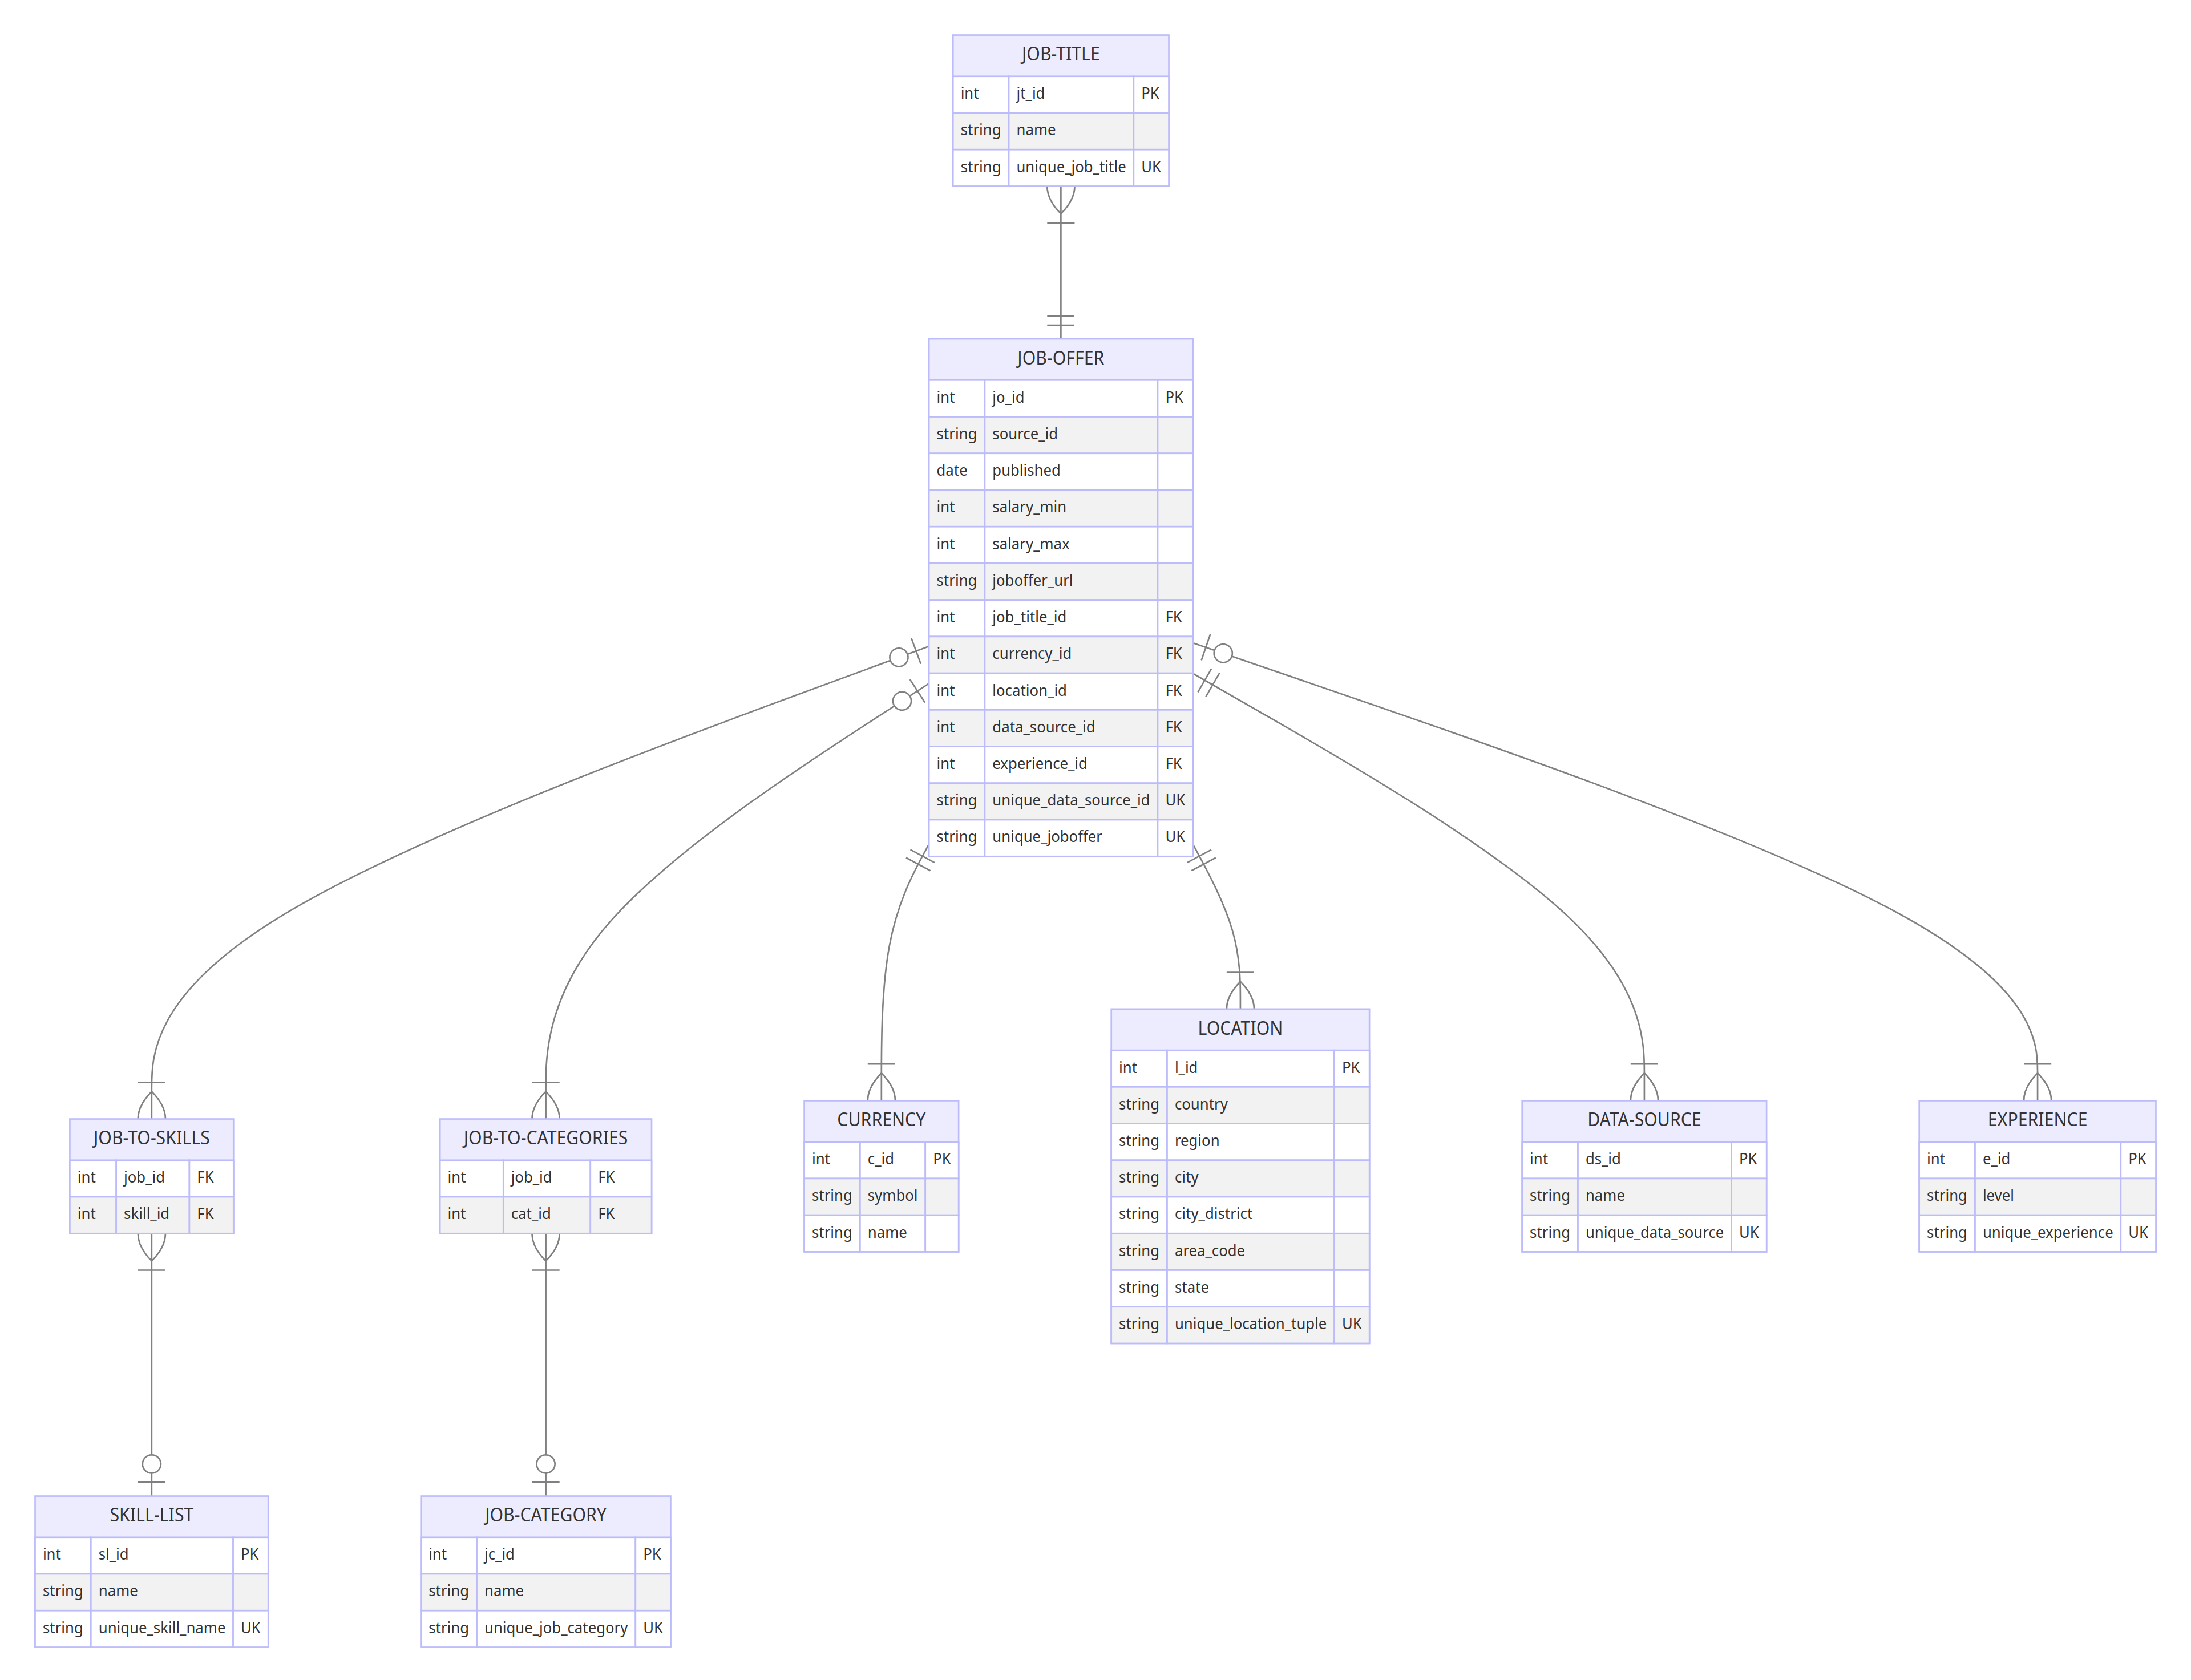 JOB-TITLE
int jt_id PK
string name
string unique_job_title UK
JOB-OFFER
int jo_id PK
string source_id
date published
int salary_min
int salary_max
string joboffer_url
int job_title_id FK
int currency_id FK
int location_id FK
int data_source_id FK
int experience_id FK
string unique_data_source_id UK
string unique_joboffer UK
JOB-TO-SKILLS
int job_id FK
int skill_id FK
JOB-TO-CATEGORIES
int job_id FK
int cat_id FK
CURRENCY
int c_id PK
string symbol
string name
LOCATION
int l_id PK
string country
string region
string city
string city_district
string area_code
string state
string unique_location_tuple UK
DATA-SOURCE
int ds_id PK
string name
string unique_data_source UK
EXPERIENCE
int e_id PK
string level
string unique_experience UK
SKILL-LIST
int sl_id PK
string name
string unique_skill_name UK
JOB-CATEGORY
int jc_id PK
string name
string unique_job_category UK